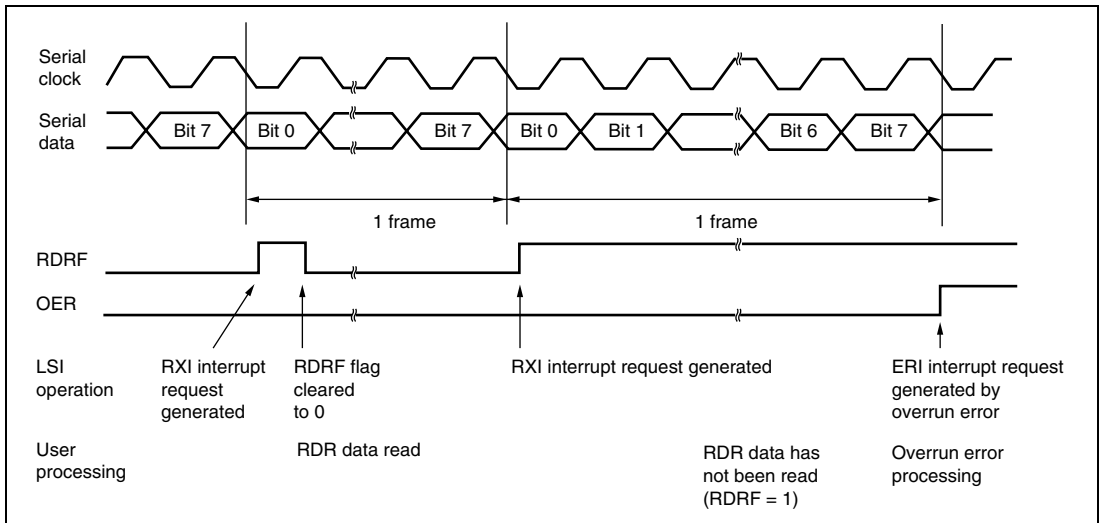 Serial
clock
Serial
data
Bit 7
Bit 0
Bit 7
Bit 0
Bit 1
Bit 6
Bit 7
1 frame
1 frame
RDRF
OER
LSI
operation
RXI interrupt
request
generated
RDRF flag
cleared
to 0
RXI interrupt request generated
ERI interrupt request
generated by
overrun error
User
processing
RDR data read
RDR data has
not been read
(RDRF = 1)
Overrun error
processing